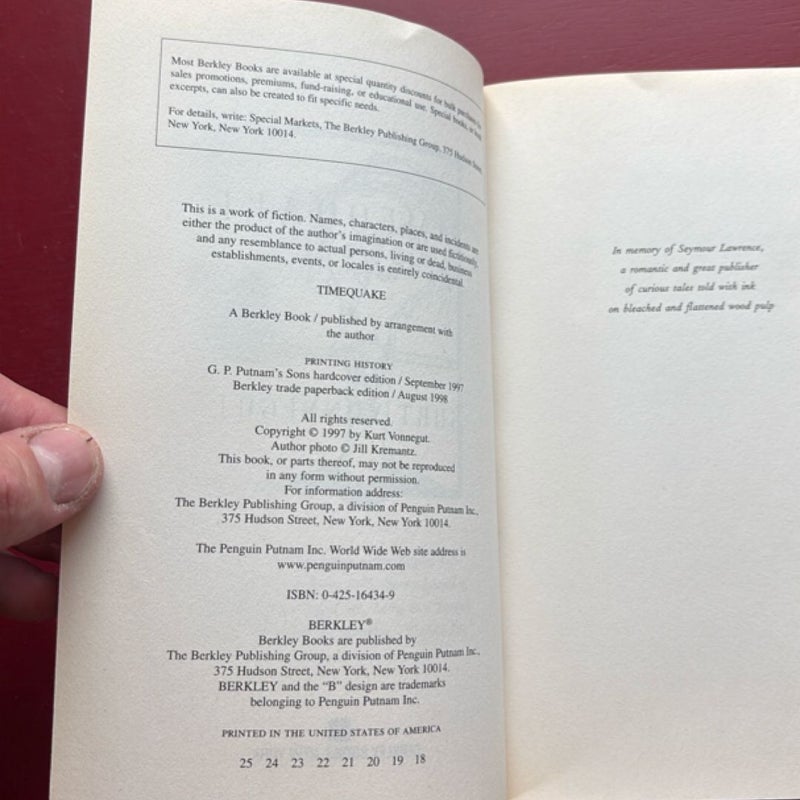 Most Berkley Books are available at special quantity discounts for bulk purchases for
sales promotions, premiums, fund-raising, or educational use. Special books, or book
excerpts, can also be created to fit specific needs.
For details, write: Special Markets, The Berkley Publishing Group, 375 Hudson Street,
New York, New York 10014.
This is a work of fiction. Names, characters, places, and incidents are
either the product of the author's imagination or are used fictitiously,
and any resemblance to actual persons, living or dead, business
establishments, events, or locales is entirely coincidental.
TIMEQUAKE
A Berkley Book / published by arrangement with
the author
PRINTING HISTORY
G. P. Putnam's Sons hardcover edition / September 1997
Berkley trade paperback edition / August 1998
All rights reserved.
Copyright © 1997 by Kurt Vonnegut.
Author photo © Jill Krementz.
This book, or parts thereof, may not be reproduced
in any form without permission.
For information address:
The Berkley Publishing Group, a division of Penguin Putnam Inc.,
375 Hudson Street, New York, New York 10014.
The Penguin Putnam Inc. World Wide Web site address is
www.penguinputnam.com
ISBN: 0-425-16434-9
BERKLEY®
Berkley Books are published by
The Berkley Publishing Group, a division of Penguin Putnam Inc.,
375 Hudson Street, New York, New York 10014.
BERKLEY and the "B" design are trademarks
belonging to Penguin Putnam Inc.
PRINTED IN THE UNITED STATES OF AMERICA
25 24 23 22 21 20 19 18
In memory of Seymour Lawrence,
a romantic and great publisher
of curious tales told with ink
on bleached and flattened wood pulp